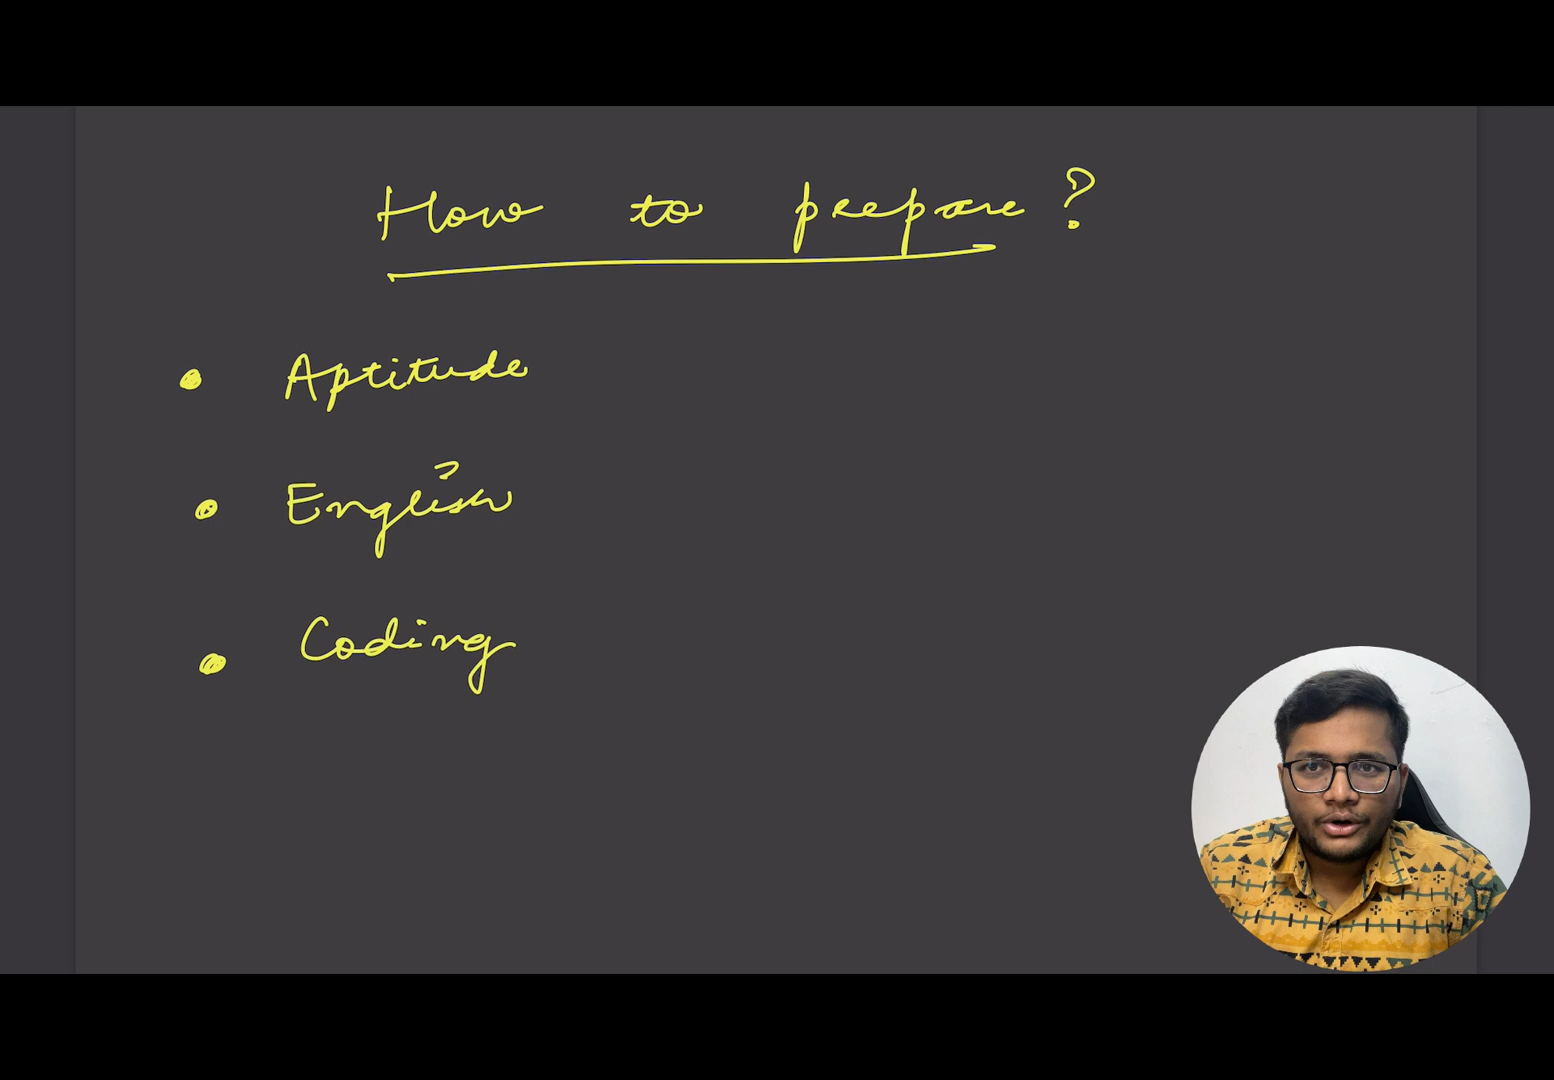 How to prepare?
• Aptitude
• English
• Coding